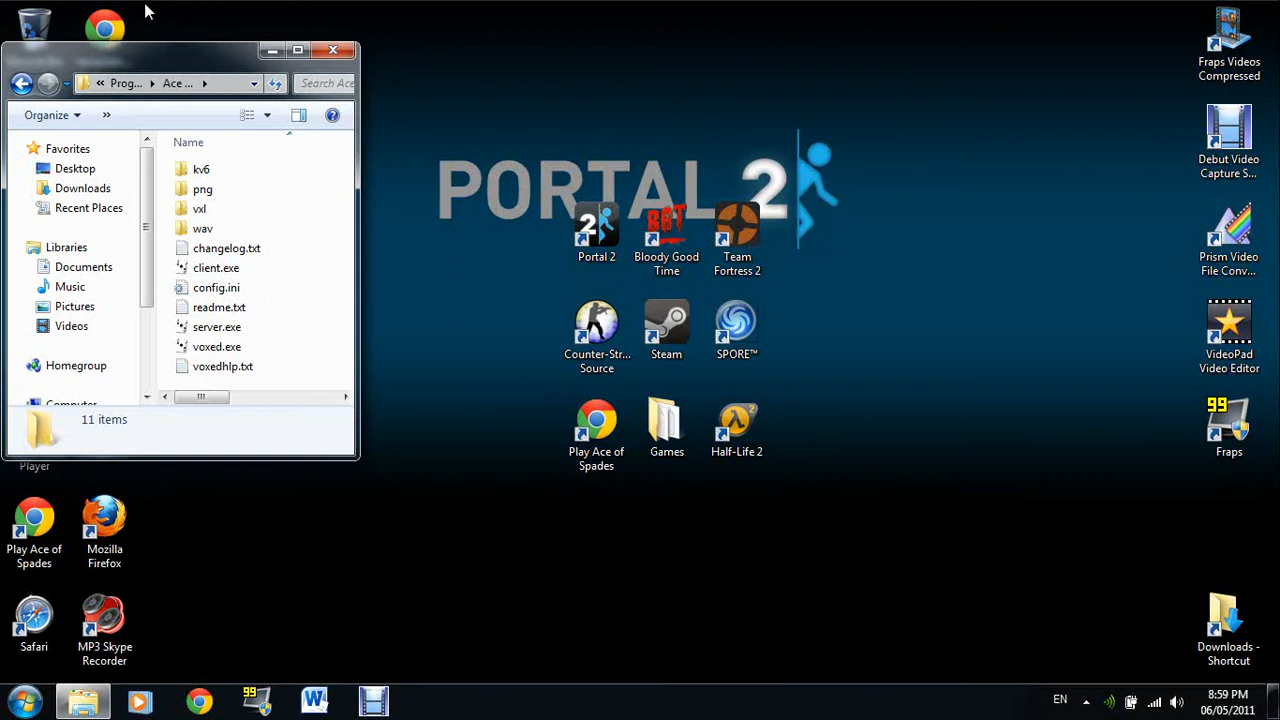 « Prog... Ace ...
Search Ace
Organize »
Favorites
Desktop
Downloads
Recent Places
Libraries
Documents
Music
Pictures
Videos
Homegroup
Computer
Name
kv6
png
vxl
wav
changelog.txt
client.exe
config.ini
readme.txt
server.exe
voxed.exe
voxedhlp.txt
11 items
Player
Play Ace of
Spades
Mozilla
Firefox
Safari
MP3 Skype
Recorder
PORTAL 2
2
Portal 2
BGT
Bloody Good
Time
Team
Fortress 2
Counter-Str...
Source
Steam
SPORE™
Play Ace of
Spades
Games
Half-Life 2
Fraps Videos
Compressed
Debut Video
Capture S...
Prism Video
File Conv...
VideoPad
Video Editor
99
Fraps
Downloads -
Shortcut
99
W
EN
8:59 PM
06/05/2011